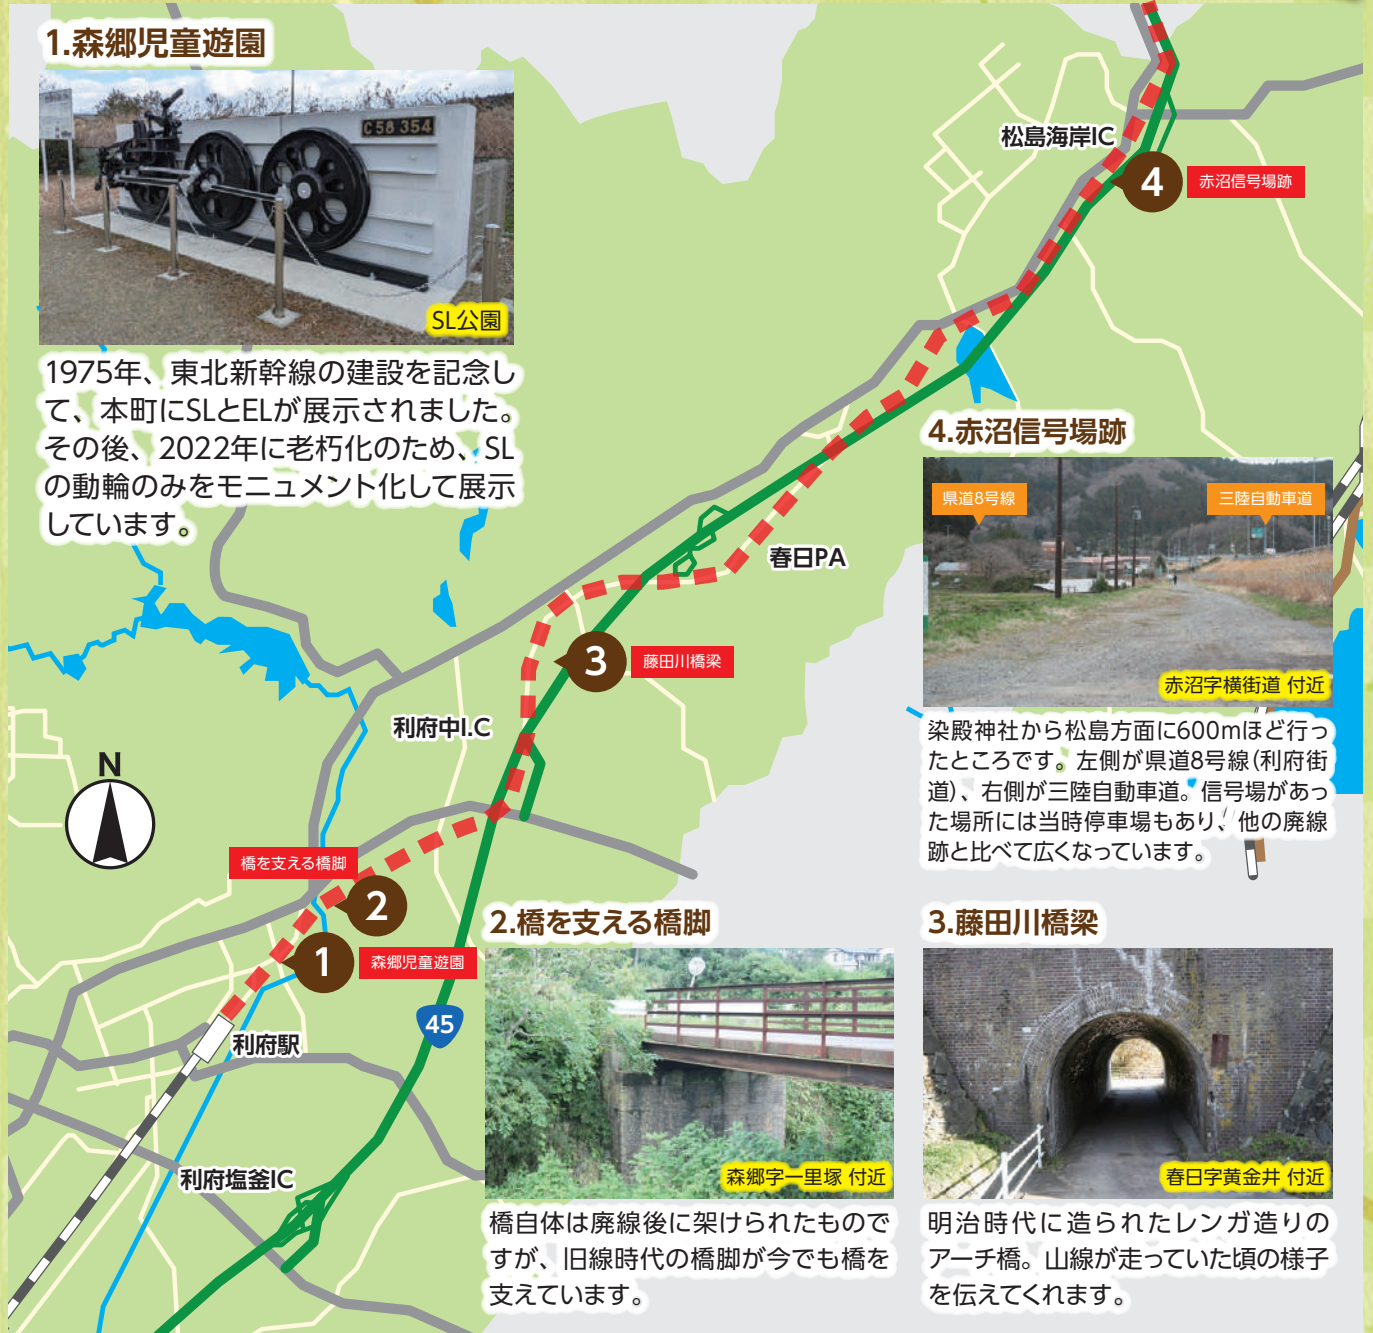 1.森郷児童遊園
C58 354
SL公園
1975年、東北新幹線の建設を記念し
て、本町にSLとELが展示されました。
その後、2022年に老朽化のため、SL
の動輪のみをモニュメント化して展示
しています。
松島海岸IC
4
赤沼信号場跡
春日PA
3
藤田川橋梁
利府中I.C
N
橋を支える橋脚
2
1
森郷児童遊園
45
利府駅
利府塩釜IC
4.赤沼信号場跡
県道8号線
三陸自動車道
赤沼字横街道 付近
染殿神社から松島方面に600mほど行っ
たところです。左側が県道8号線(利府街
道)、右側が三陸自動車道。信号場があっ
た場所には当時停車場もあり、他の廃線
跡と比べて広くなっています。
2.橋を支える橋脚
森郷字一里塚 付近
橋自体は廃線後に架けられたもので
すが、旧線時代の橋脚が今でも橋を
支えています。
3.藤田川橋梁
春日字黄金井 付近
明治時代に造られたレンガ造りの
アーチ橋。山線が走っていた頃の様子
を伝えてくれます。